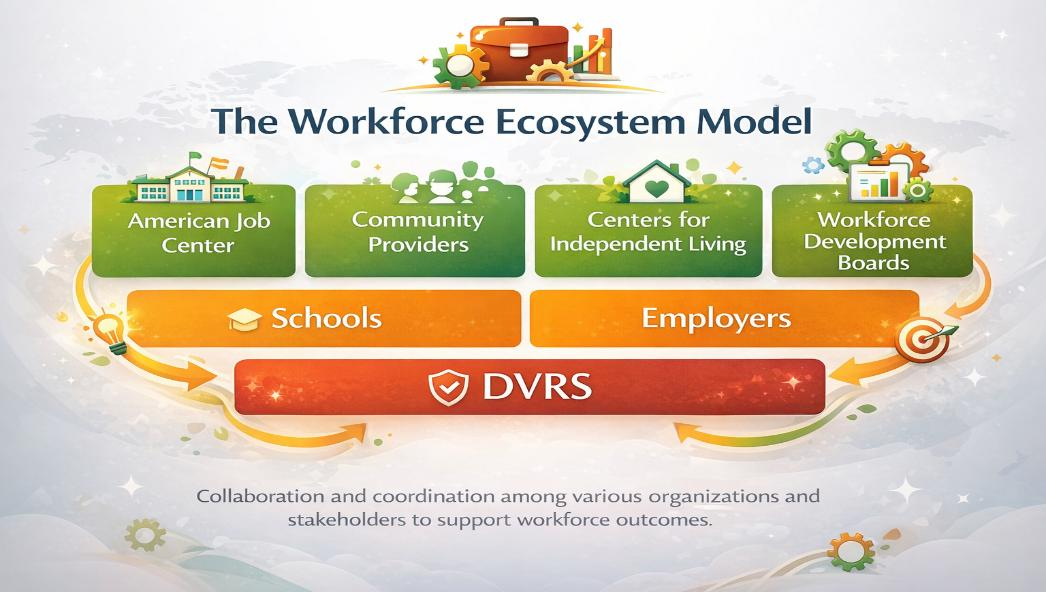 The Workforce Ecosystem Model
American Job
Center
Community
Providers
Centers for
Independent Living
Workforce
Development
Boards
Schools
Employers
DVRS
Collaboration and coordination among various organizations and
stakeholders to support workforce outcomes.